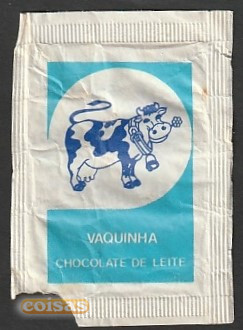 VAQUINHA
CHOCOLATE DE LEITE
coisas